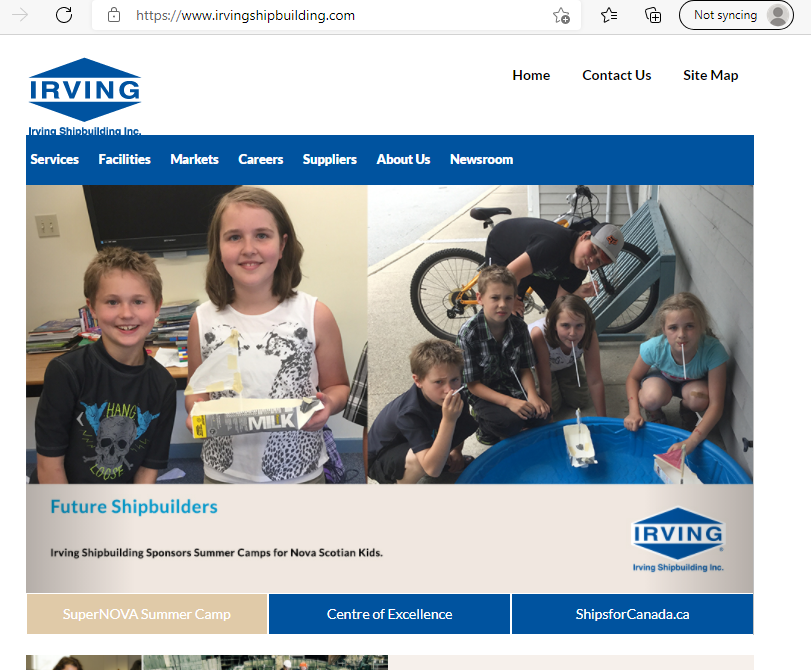 https://www.irvingshipbuilding.com
Not syncing
IRVING
Irving Shipbuilding Inc.
Home Contact Us Site Map
Services Facilities Markets Careers Suppliers About Us Newsroom
HANG
LOOSE
MILK
Future Shipbuilders
Irving Shipbuilding Sponsors Summer Camps for Nova Scotian Kids.
IRVING
Irving Shipbuilding Inc.
SuperNOVA Summer Camp Centre of Excellence ShipsforCanada.ca